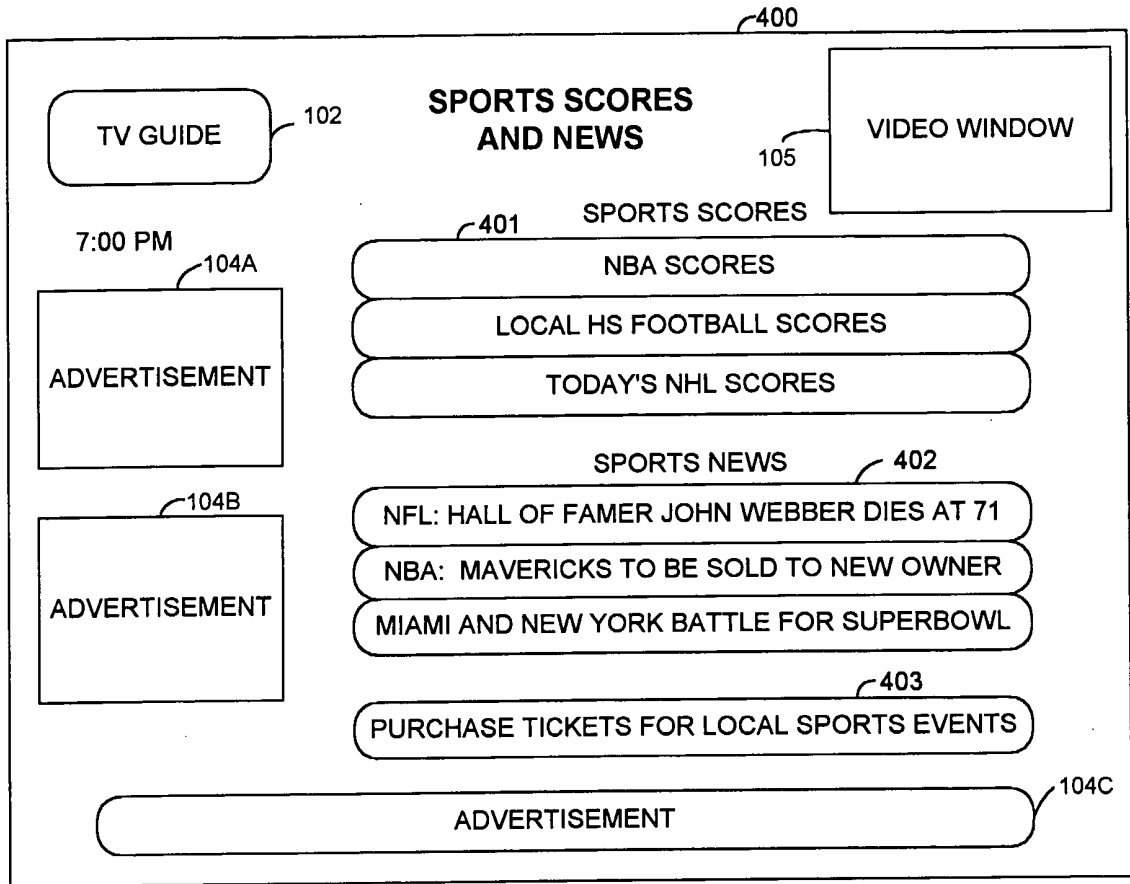 400
TV GUIDE
102
SPORTS SCORES
AND NEWS
105
VIDEO WINDOW
7:00 PM
SPORTS SCORES
401
NBA SCORES
LOCAL HS FOOTBALL SCORES
TODAY'S NHL SCORES
104A
ADVERTISEMENT
SPORTS NEWS
402
NFL: HALL OF FAMER JOHN WEBBER DIES AT 71
NBA: MAVERICKS TO BE SOLD TO NEW OWNER
MIAMI AND NEW YORK BATTLE FOR SUPERBOWL
104B
ADVERTISEMENT
403
PURCHASE TICKETS FOR LOCAL SPORTS EVENTS
ADVERTISEMENT
104C